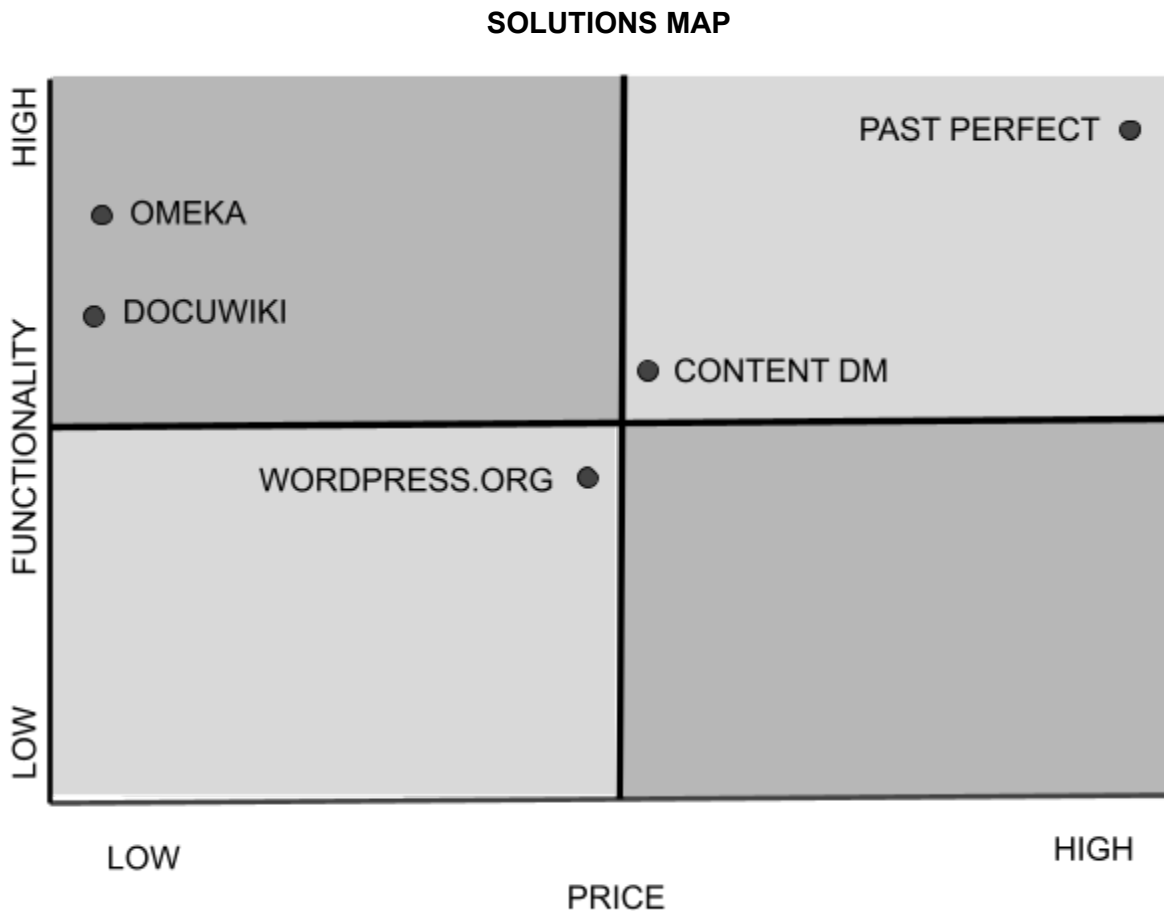 SOLUTIONS MAP
HIGH
PAST PERFECT
OMEKA
DOCUWIKI
FUNCTIONALITY
CONTENT DM
WORDPRESS.ORG
LOW
LOW
HIGH
PRICE